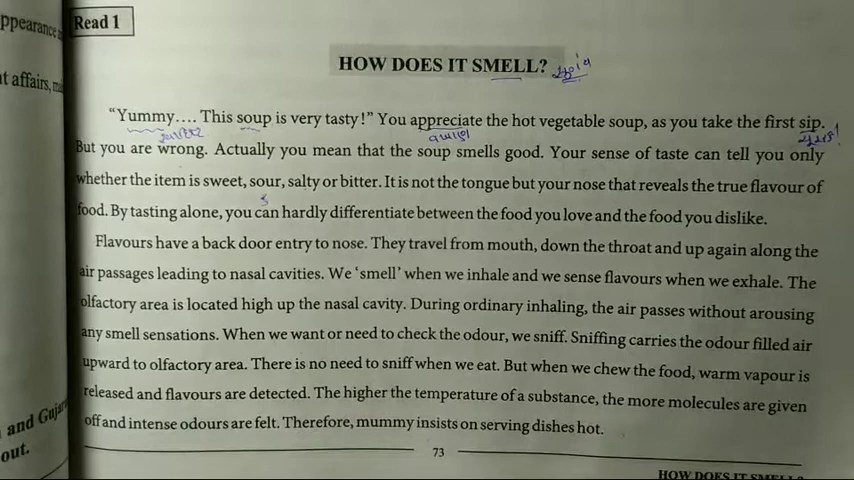 ppearance
Read 1
t affairs,
HOW DOES IT SMELL?
"Yummy.... This soup is very tasty!" You appreciate the hot vegetable soup, as you take the first sip.
But you are wrong. Actually you mean that the soup smells good. Your sense of taste can tell you only
whether the item is sweet, sour, salty or bitter. It is not the tongue but your nose that reveals the true flavour of
food. By tasting alone, you can hardly differentiate between the food you love and the food you dislike.
Flavours have a back door entry to nose. They travel from mouth, down the throat and up again along the
air passages leading to nasal cavities. We 'smell' when we inhale and we sense flavours when we exhale. The
olfactory area is located high up the nasal cavity. During ordinary inhaling, the air passes without arousing
any smell sensations. When we want or need to check the odour, we sniff. Sniffing carries the odour filled air
upward to olfactory area. There is no need to sniff when we eat. But when we chew the food, warm vapour is
released and flavours are detected. The higher the temperature of a substance, the more molecules are given
off and intense odours are felt. Therefore, mummy insists on serving dishes hot.
and Gujar
out.
73
HOW DOES IT SMELL?